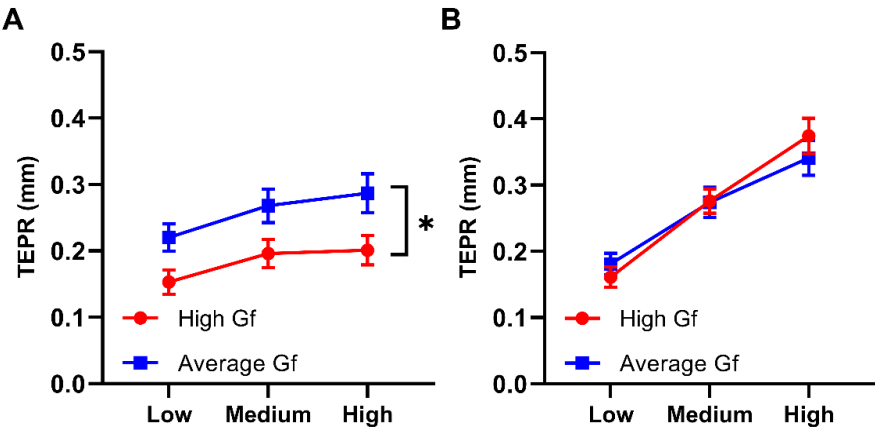 A
TEPR (mm)
0.5
0.4
0.3
0.2
0.1
0.0
*
High Gf
Average Gf
Low Medium High
B
TEPR (mm)
0.5
0.4
0.3
0.2
0.1
0.0
High Gf
Average Gf
Low Medium High